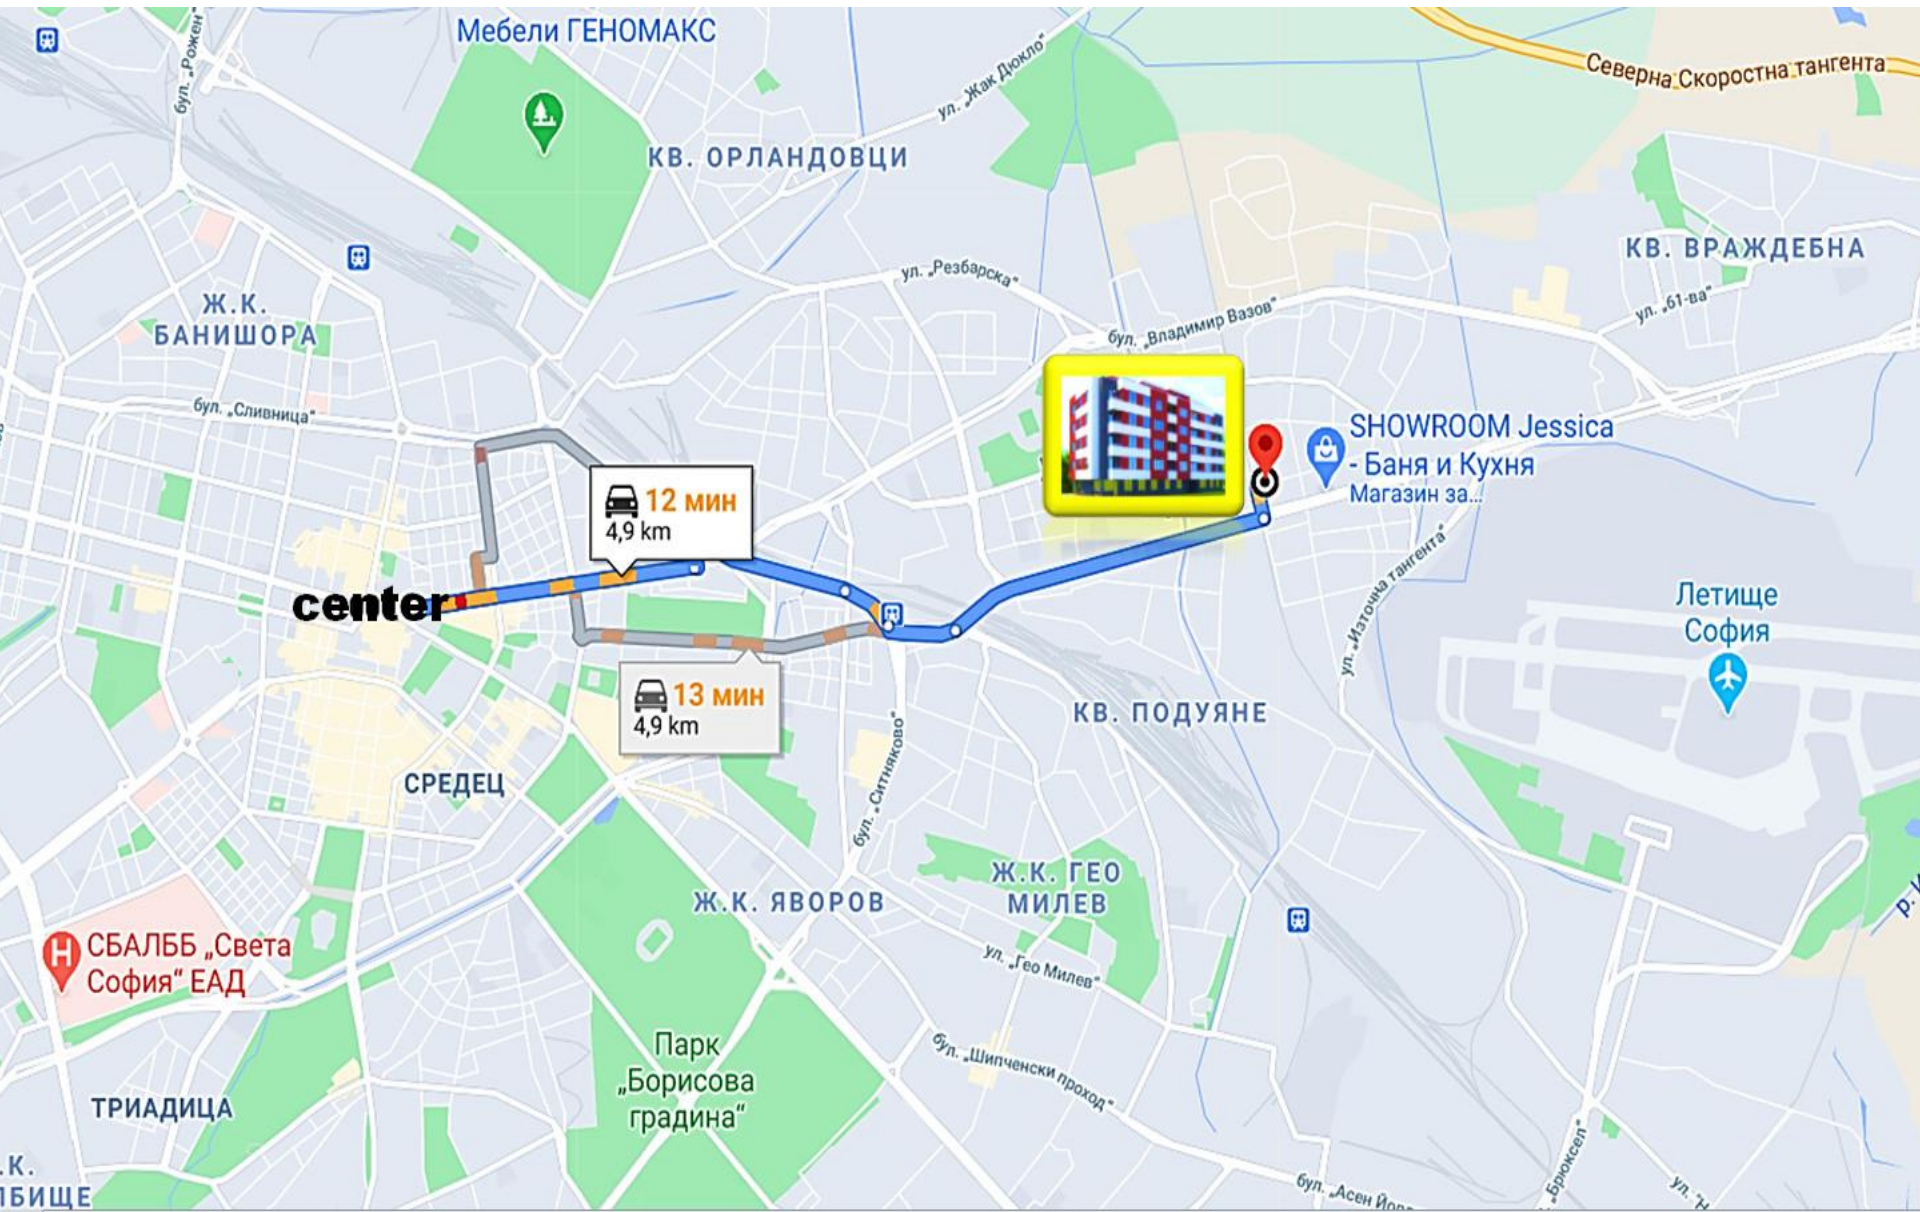 Мебели ГЕНОМАКС
бул. „Рожен"
ул. „Жак Дюкло"
Северна Скоростна тангента
КВ. ОРЛАНДОВЦИ
КВ. ВРАЖДЕБНА
ул. „Резбарска"
ул. „61-ва"
Ж.К.
БАНИШОРА
бул. „Владимир Вазов"
бул. „Сливница"
SHOWROOM Jessica
- Баня и Кухня
Магазин за...
12 мин
4,9 km
center
ул. „Източна тангента"
Летище
София
13 мин
4,9 km
КВ. ПОДУЯНЕ
СРЕДЕЦ
бул. „Ситняково"
Ж.К. ГЕО
МИЛЕВ
Ж.К. ЯВОРОВ
H
СБАЛББ „Света
София" ЕАД
ул. „Гео Милев"
Парк
„Борисова
градина"
бул. „Шипченски проход"
ТРИАДИЦА
бул. „Асен